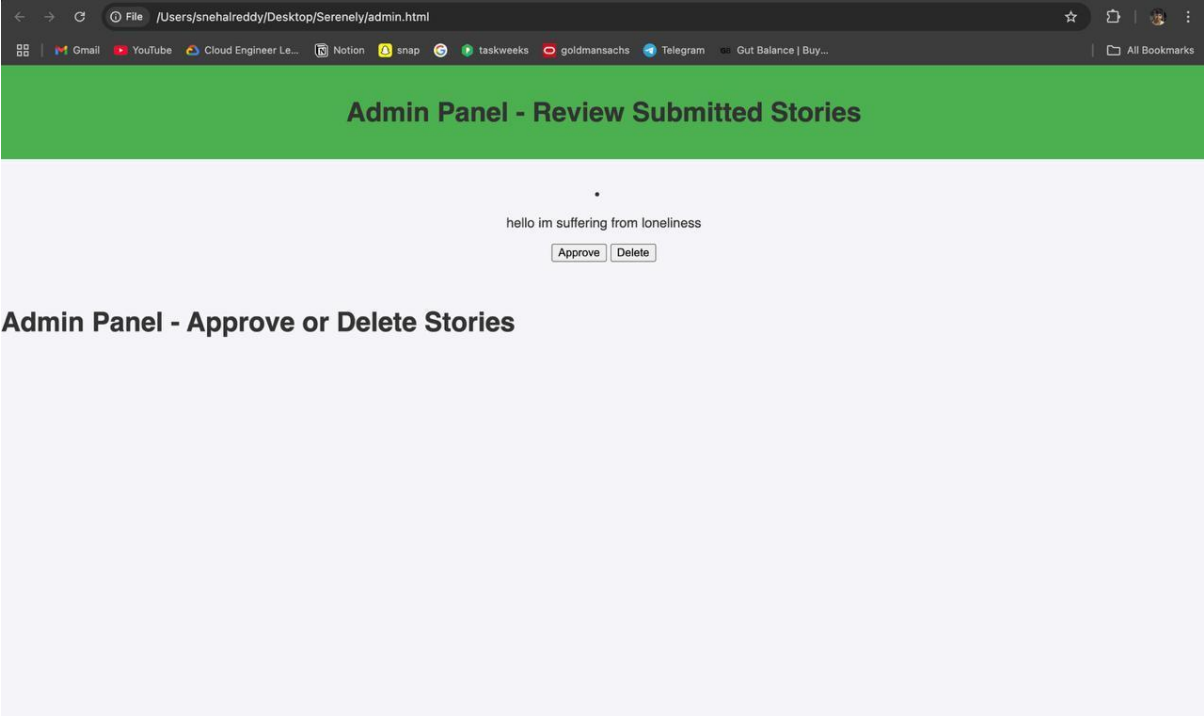 File /Users/snehalreddy/Desktop/Serenely/admin.html
Gmail YouTube Cloud Engineer Le... Notion snap taskweeks goldmansachs Telegram Gut Balance | Buy... All Bookmarks
Admin Panel - Review Submitted Stories
hello im suffering from loneliness
Approve Delete
Admin Panel - Approve or Delete Stories